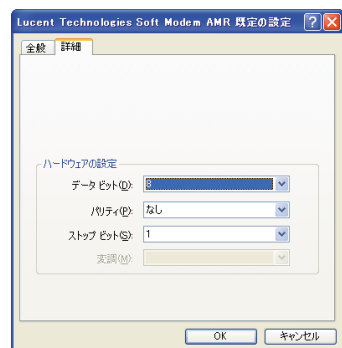 Lucent Technologies Soft Modem AMR 既定の設定
全般 詳細
ハードウェアの設定
データ ビット(D): 8
パリティ(P): なし
ストップ ビット(S): 1
変調(M):
OK キャンセル